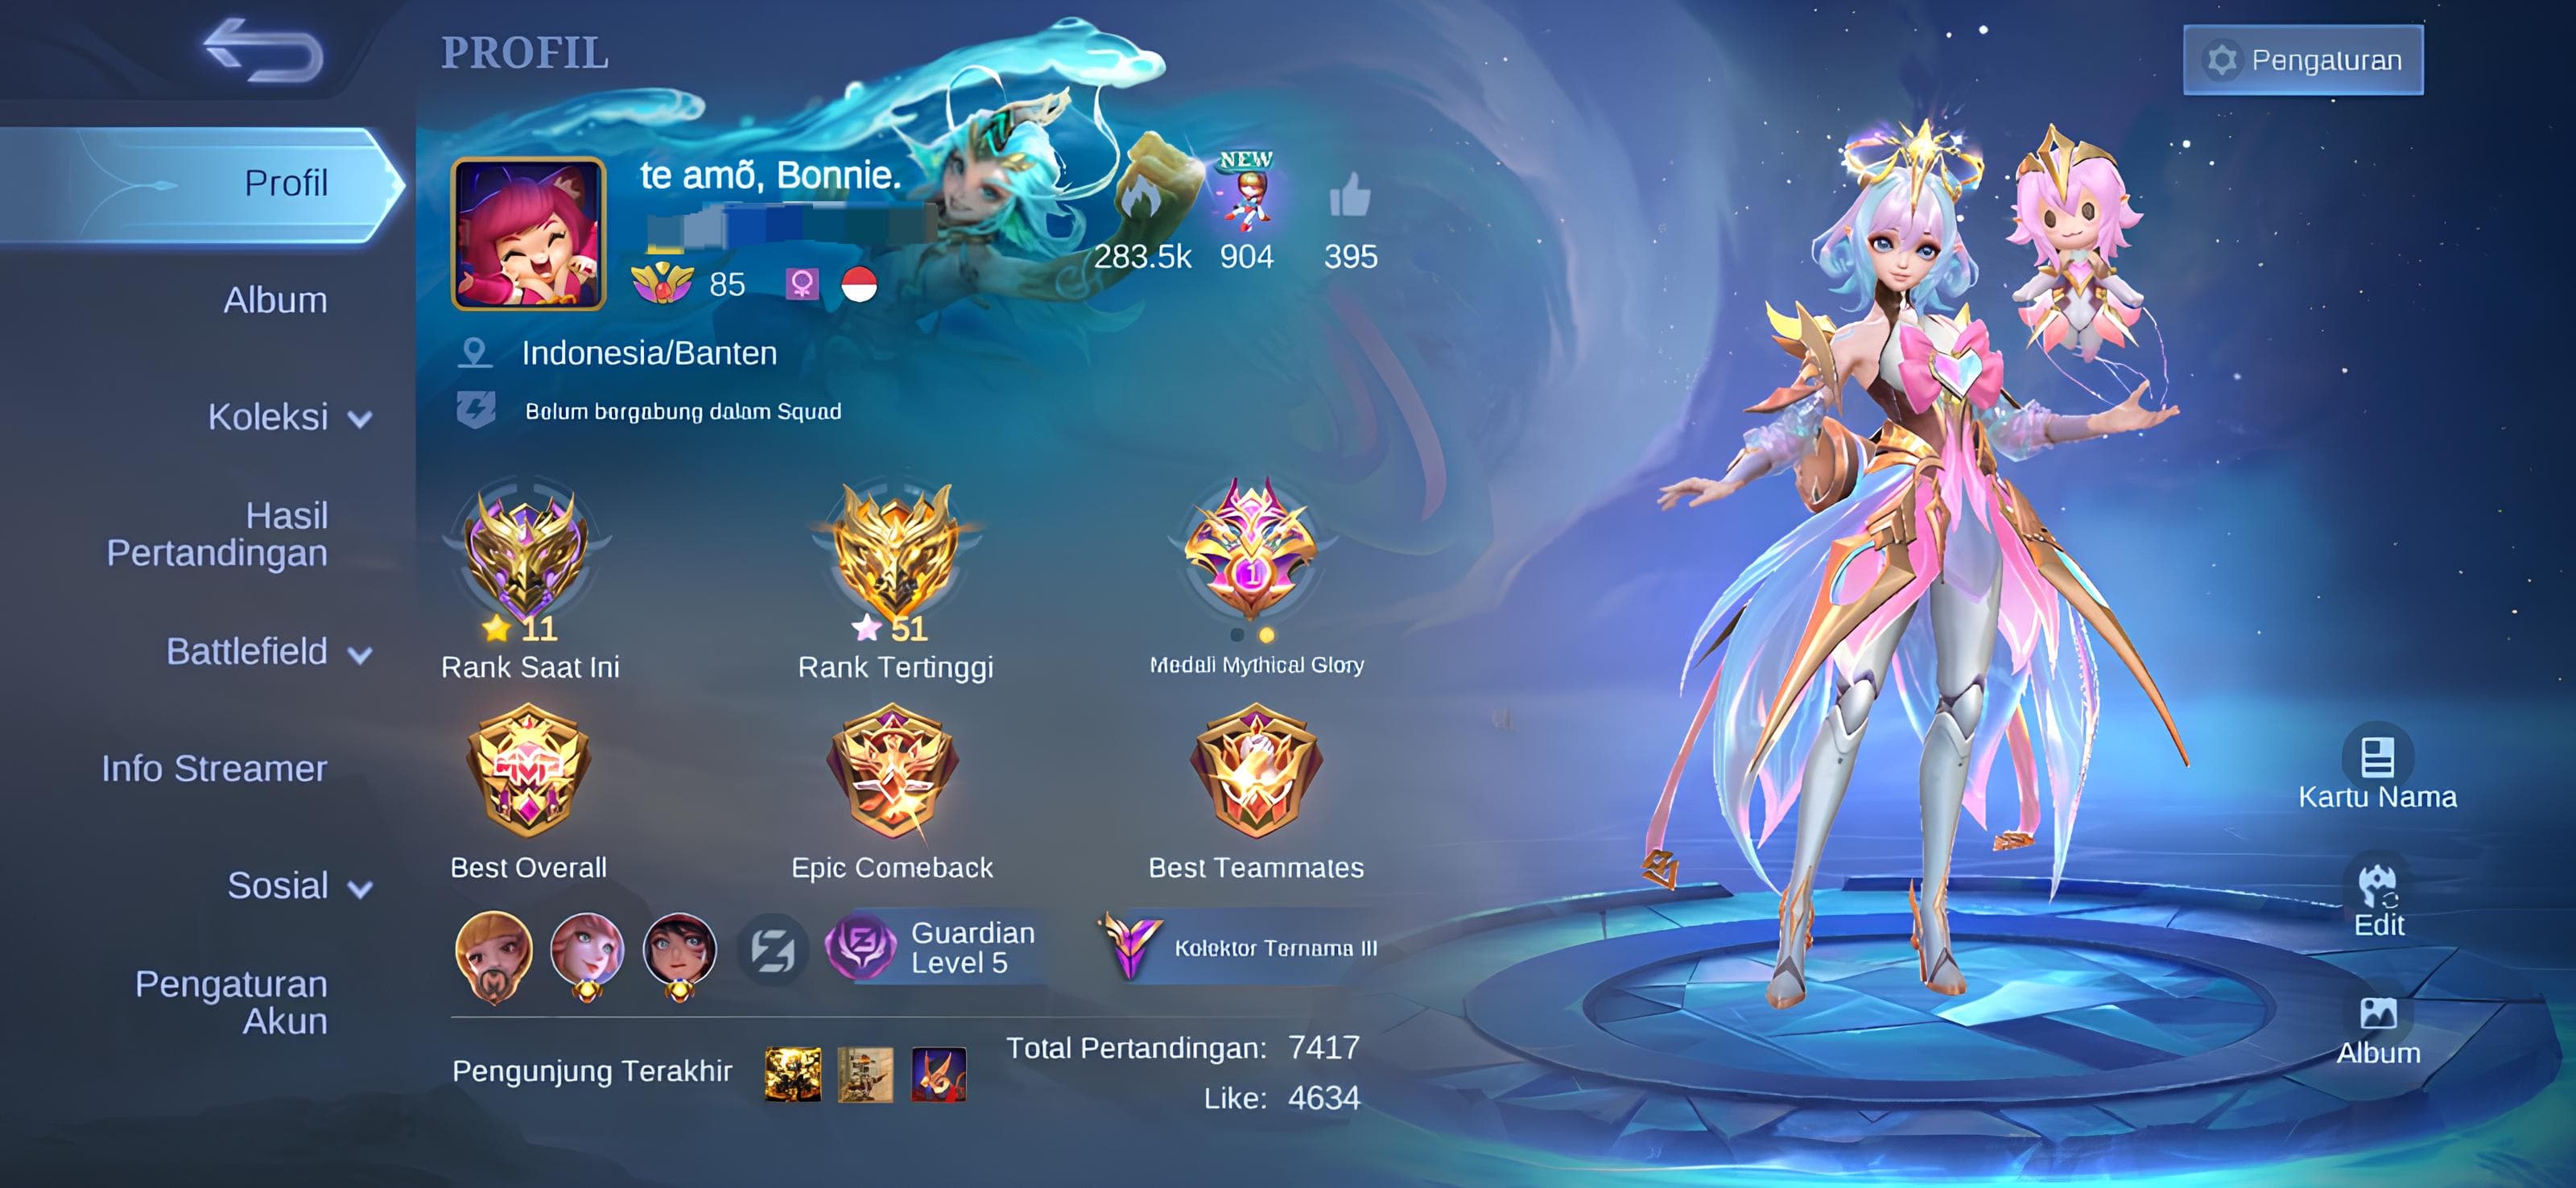 PROFIL
Pengaturan
Profil
Album
Koleksi
Hasil
Pertandingan
Battlefield
Info Streamer
Sosial
Pengaturan
Akun
te amõ, Bonnie.
NEW
283.5k
904
395
85
Indonesia/Banten
Belum bergabung dalam Squad
11
51
1
Rank Saat Ini
Rank Tertinggi
Medali Mythical Glory
Best Overall
Epic Comeback
Best Teammates
Guardian
Level 5
Kolektor Ternama III
Pengunjung Terakhir
Total Pertandingan: 7417
Like: 4634
Kartu Nama
Edit
Album